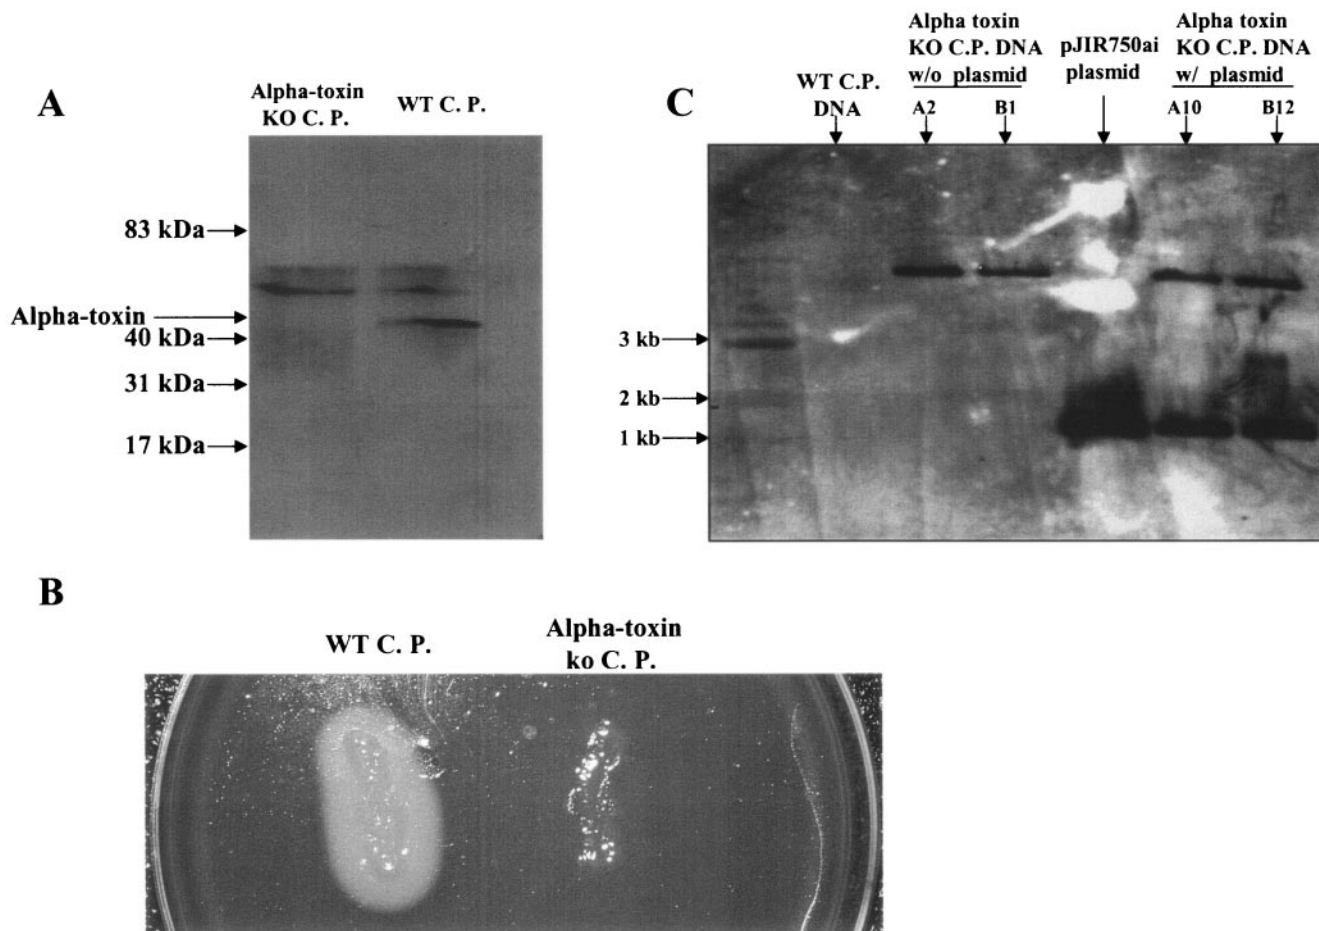 A
Alpha-toxin
KO C. P.
WT C. P.
83 kDa
Alpha-toxin
40 kDa
31 kDa
17 kDa
B
WT C. P.
Alpha-toxin
ko C. P.
C
WT C.P.
DNA
Alpha toxin
KO C.P. DNA
w/o plasmid
A2
B1
pJIR750ai
plasmid
Alpha toxin
KO C.P. DNA
w/ plasmid
A10
B12
3 kb
2 kb
1 kb